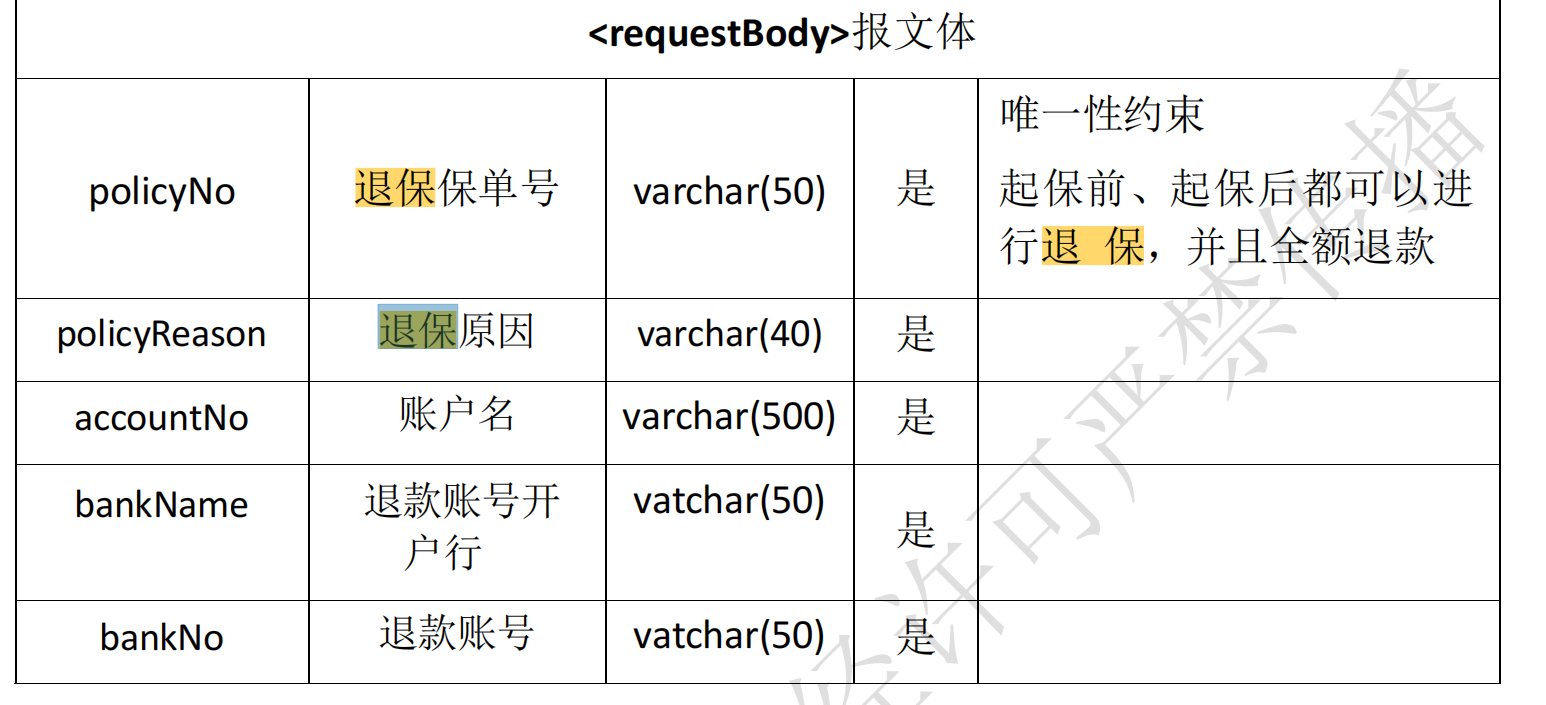 <requestBody>报文体
policyNo
退保保单号
varchar(50)
是
唯一性约束
起保前、起保后都可以进
行退 保，并且全额退款
policyReason
退保原因
varchar(40)
是
accountNo
账户名
varchar(500)
是
bankName
退款账号开
户行
vatchar(50)
是
bankNo
退款账号
vatchar(50)
是
经许可严禁传播